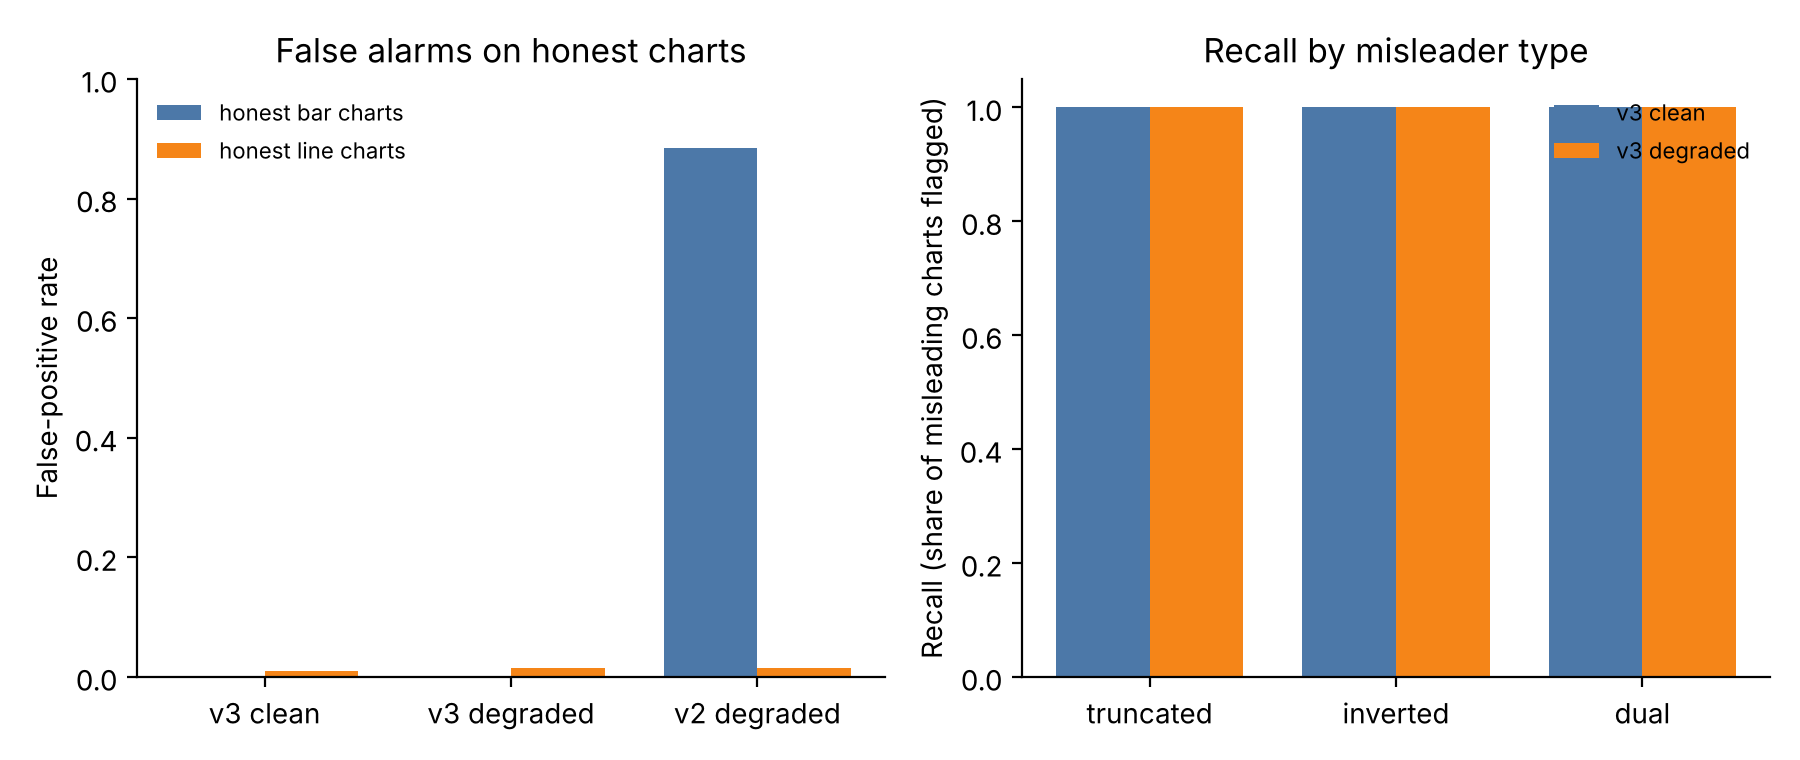 False alarms on honest charts
honest bar charts
honest line charts
False-positive rate
1.0
0.8
0.6
0.4
0.2
0.0
v3 clean
v3 degraded
v2 degraded
Recall by misleader type
v3 clean
v3 degraded
Recall (share of misleading charts flagged)
1.0
0.8
0.6
0.4
0.2
0.0
truncated
inverted
dual